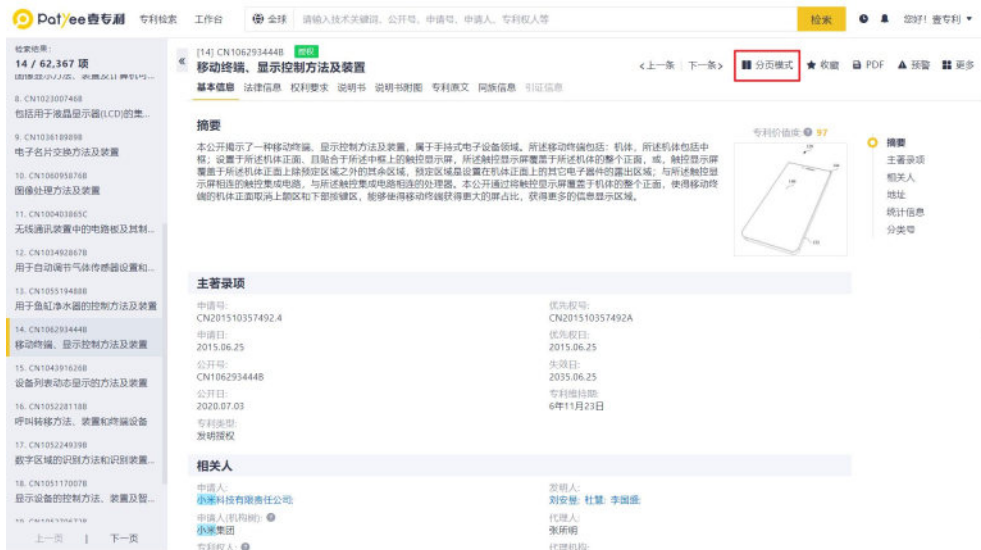 Pat/ee壹专利 专利检索 工作台 全球 请输入技术关键词、公开号、申请号、申请人、专利权人等 检索 您好! 壹专利
检索结果:
14 / 62,367 项
8. CN102300746B
包括用于液晶显示器(LCD)的集...
9. CN103618989B
电子名片交换方法及装置
10. CN106095876B
图像处理方法及装置
11. CN100403865C
无线通讯装置中的电路板及其制...
12. CN103492867B
用于自动调节气体传感器设置和...
13. CN105519488B
用于鱼缸净水器的控制方法及装置
14. CN106293444B
移动终端、显示控制方法及装置
15. CN104391626B
设备列表动态显示的方法及装置
16. CN105228118B
呼叫转移方法、装置和终端设备
17. CN105224939B
数字区域的识别方法和识别装置...
18. CN105117007B
显示设备的控制方法、装置及智...
上一页 | 下一页
[14] CN106293444B 授权
移动终端、显示控制方法及装置
<上一条 下一条> 分页模式 收藏 PDF 预警 更多
基本信息 法律信息 权利要求 说明书 说明书附图 专利原文 同族信息 引证信息
摘要
本公开揭示了一种移动终端、显示控制方法及装置，属于手持式电子设备领域。所述移动终端包括：机体，所述机体包括中
框；设置于所述机体正面、且贴合于所述中框上的触控显示屏，所述触控显示屏覆盖于所述机体的整个正面，或，触控显示屏
覆盖于所述机体正面上除预定区域之外的其余区域，预定区域是设置在机体正面上的其它电子器件的露出区域；与所述触控显
示屏相连的触控集成电路，与所述触控集成电路相连的处理器。本公开通过将触控显示屏覆盖于机体的整个正面，使得移动终
端的机体正面取消上额区和下部按键区，能够使得移动终端获得更大的屏占比，获得更多的信息显示区域。
专利价值度: 97
摘要
主著录项
相关人
地址
统计信息
分类号
主著录项
申请号:
CN201510357492.4
优先权号:
CN201510357492A
申请日:
2015.06.25
优先权日:
2015.06.25
公开号:
CN106293444B
失效日:
2035.06.25
公开日:
2020.07.03
专利维持期:
6年11月23日
专利类型:
发明授权
相关人
申请人:
小米科技有限责任公司;
发明人:
刘安昱; 杜慧; 李国盛;
申请人(机构树):
小米集团
代理人:
张所明
专利权人:
代理机构: